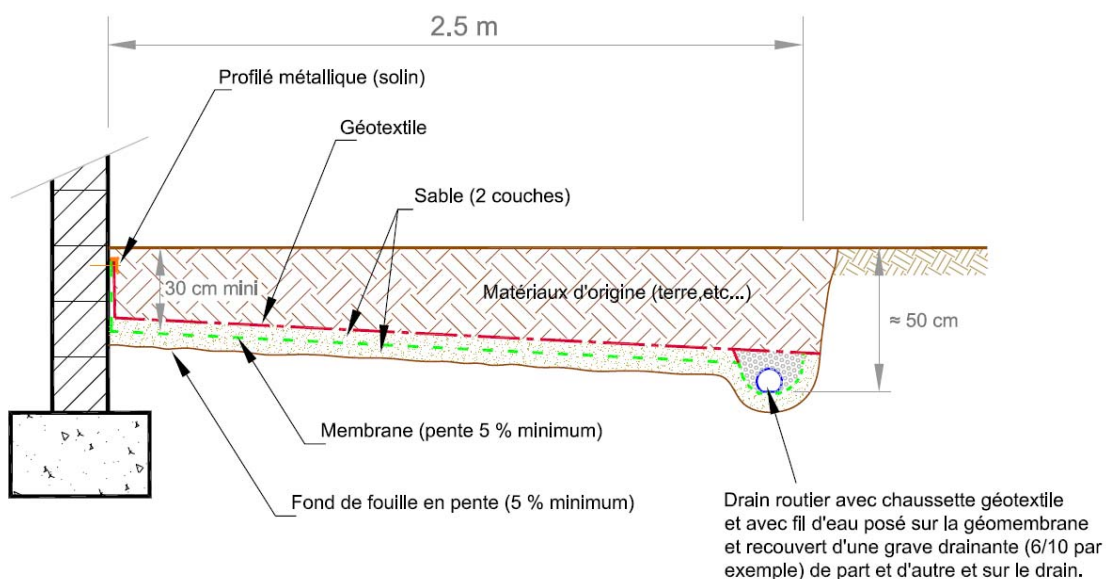 2.5 m
Profilé métallique (solin)
Géotextile
Sable (2 couches)
30 cm mini
Matériaux d'origine (terre,etc...)
≈ 50 cm
Membrane (pente 5 % minimum)
Fond de fouille en pente (5 % minimum)
Drain routier avec chaussette géotextile
et avec fil d'eau posé sur la géomembrane
et recouvert d'une grave drainante (6/10 par
exemple) de part et d'autre et sur le drain.